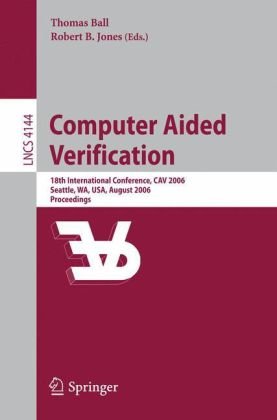 Thomas Ball
Robert B. Jones (Eds.)
LNCS 4144
Computer Aided
Verification
18th International Conference, CAV 2006
Seattle, WA, USA, August 2006
Proceedings
Springer